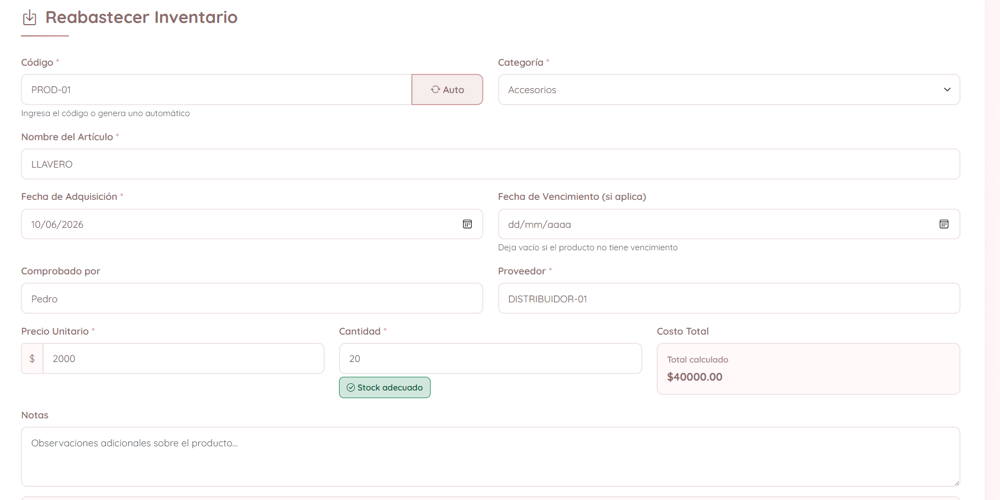 Reabastecer Inventario
Código *
Categoría *
PROD-01
Auto
Accesorios
Ingresa el código o genera uno automático
Nombre del Artículo *
LLAVERO
Fecha de Adquisición *
Fecha de Vencimiento (si aplica)
10/06/2026
dd/mm/aaaa
Deja vacío si el producto no tiene vencimiento
Comprobado por
Proveedor *
Pedro
DISTRIBUIDOR-01
Precio Unitario *
Cantidad *
Costo Total
$ 2000
20
Total calculado
$40000.00
Stock adecuado
Notas
Observaciones adicionales sobre el producto...